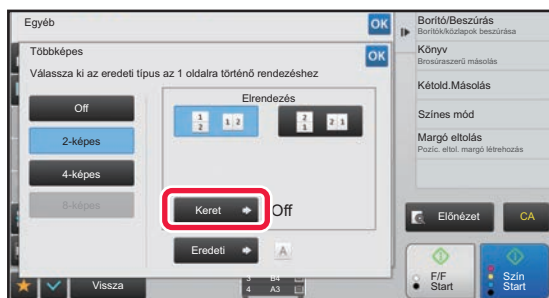 Egyéb
OK
Többképes
OK
Válassza ki az eredeti típus az 1 oldalra történő rendezéshez
Off
2-képes
4-képes
8-képes
Elrendezés
1 2
1 2
2 1
2 1
Keret
Off
Eredeti
A
Vissza
3 B4
4 A3
Borító/Beszúrás
Borítók/közlapok beszúrása
Könyv
Brosúraszerű másolás
Kétold.Másolás
Színes mód
Margó eltolás
Pozíc. eltol. margó létrehozás
Előnézet
CA
F/F
Start
Szín
Start